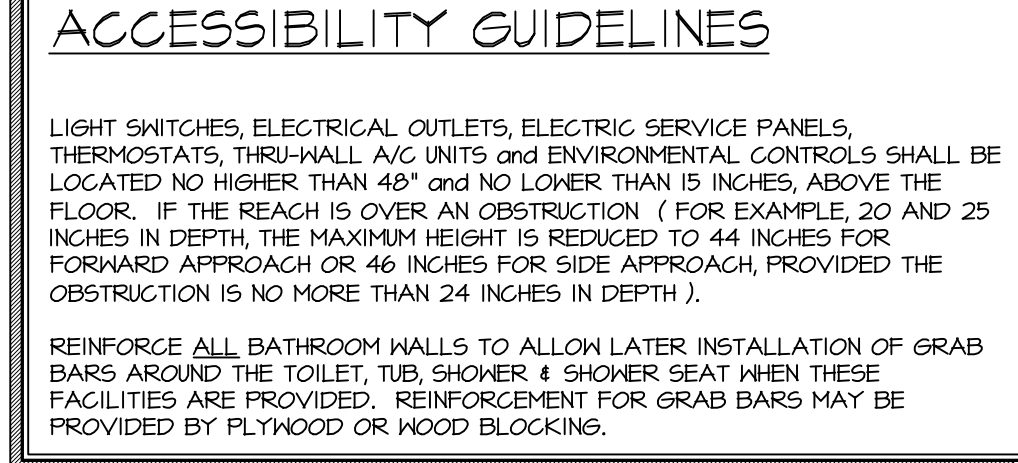 ACCESSIBILITY GUIDELINES
LIGHT SWITCHES, ELECTRICAL OUTLETS, ELECTRIC SERVICE PANELS,
THERMOSTATS, THRU-WALL A/C UNITS and ENVIRONMENTAL CONTROLS SHALL BE
LOCATED NO HIGHER THAN 48" and NO LOWER THAN 15 INCHES, ABOVE THE
FLOOR. IF THE REACH IS OVER AN OBSTRUCTION ( FOR EXAMPLE, 20 AND 25
INCHES IN DEPTH, THE MAXIMUM HEIGHT IS REDUCED TO 44 INCHES FOR
FORWARD APPROACH OR 46 INCHES FOR SIDE APPROACH, PROVIDED THE
OBSTRUCTION IS NO MORE THAN 24 INCHES IN DEPTH ).
REINFORCE ALL BATHROOM WALLS TO ALLOW LATER INSTALLATION OF GRAB
BARS AROUND THE TOILET, TUB, SHOWER & SHOWER SEAT WHEN THESE
FACILITIES ARE PROVIDED. REINFORCEMENT FOR GRAB BARS MAY BE
PROVIDED BY PLYWOOD OR WOOD BLOCKING.